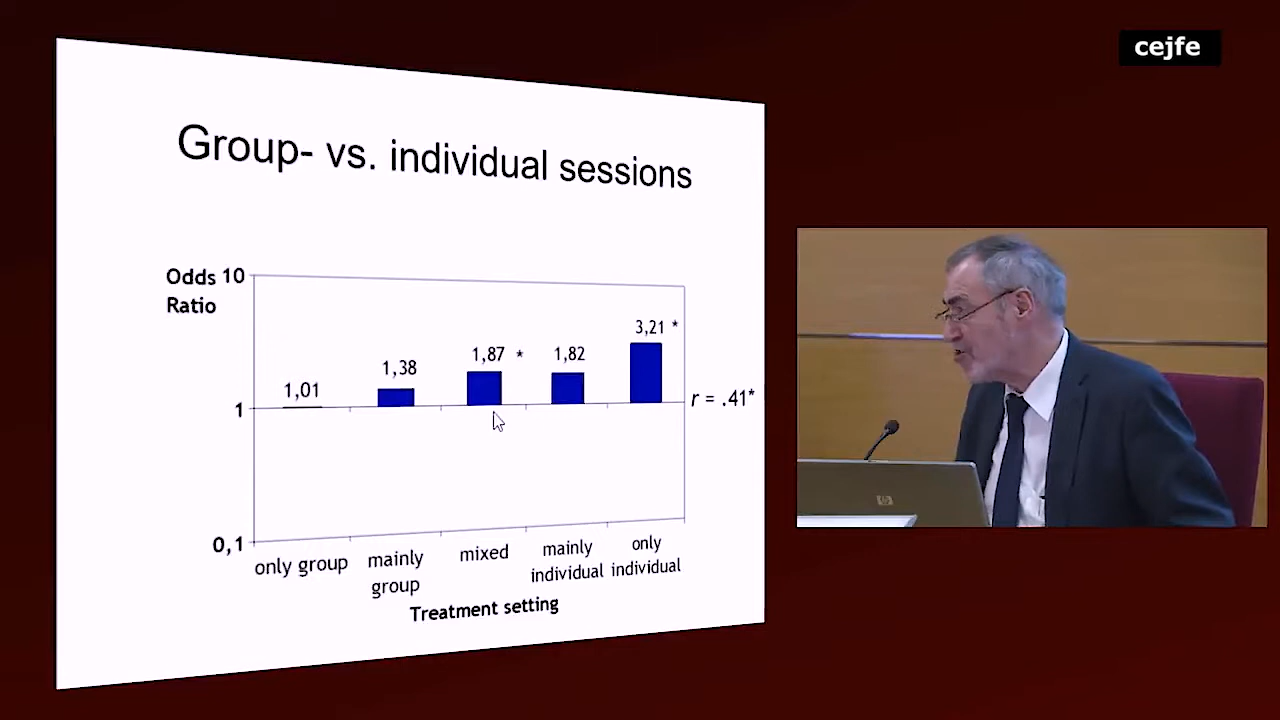 cejfe
Group- vs. individual sessions
Odds 10
Ratio
1,01
1,38
1,87 *
1,82
3,21 *
1
r = .41*
0,1
only group
mainly
group
mixed
mainly
individual
only
individual
Treatment setting
hp